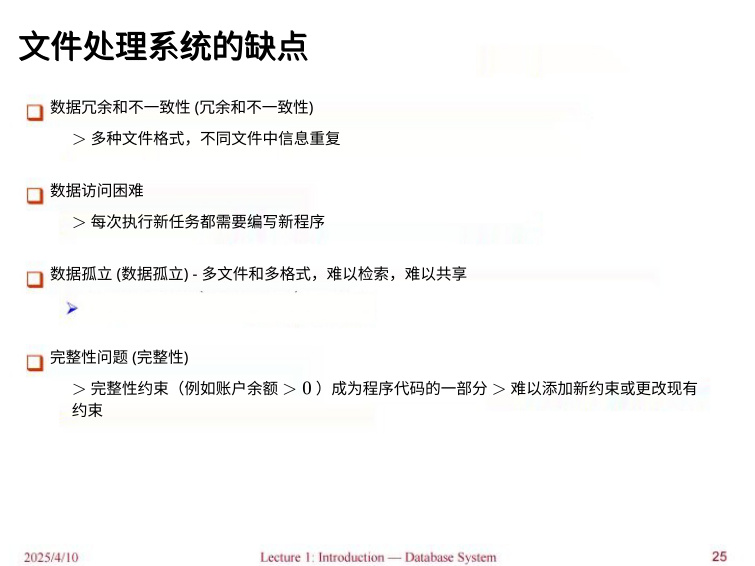 文件处理系统的缺点
数据冗余和不一致性 (冗余和不一致性)
> 多种文件格式，不同文件中信息重复
数据访问困难
> 每次执行新任务都需要编写新程序
数据孤立 (数据孤立) - 多文件和多格式，难以检索，难以共享
完整性问题 (完整性)
> 完整性约束（例如账户余额 > 0 ）成为程序代码的一部分 > 难以添加新约束或更改现有
约束
2025/4/10
Lecture 1: Introduction — Database System
25